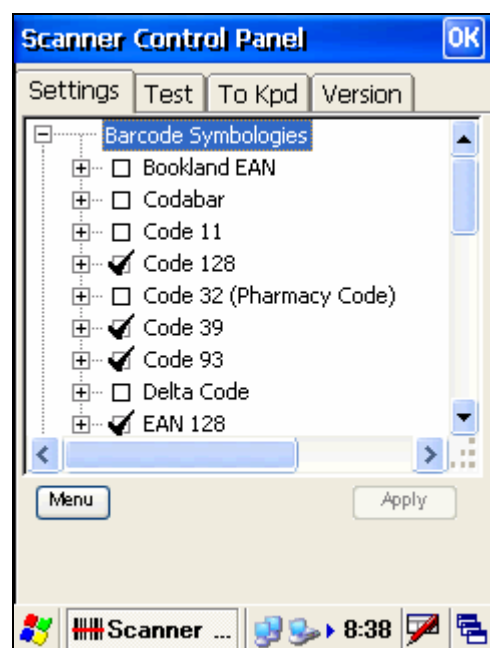 Scanner Control Panel OK
Settings Test To Kpd Version
Barcode Symbologies
Bookland EAN
Codabar
Code 11
Code 128
Code 32 (Pharmacy Code)
Code 39
Code 93
Delta Code
EAN 128
Menu Apply
Scanner ... 8:38